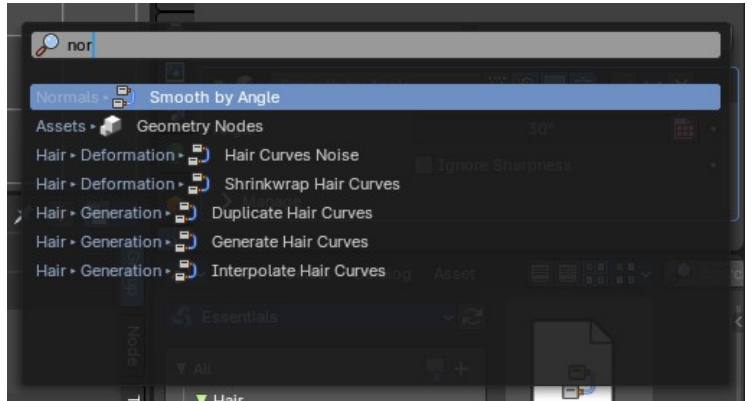 nor
Normals ▸ Smooth by Angle
Assets ▸ Geometry Nodes
30°
Hair ▸ Deformation ▸ Hair Curves Noise
Ignore Sharpness
Hair ▸ Deformation ▸ Shrinkwrap Hair Curves
Manage
Hair ▸ Generation ▸ Duplicate Hair Curves
Hair ▸ Generation ▸ Generate Hair Curves
Hair ▸ Generation ▸ Interpolate Hair Curves
Asset
Essentials
Node
All
Hair